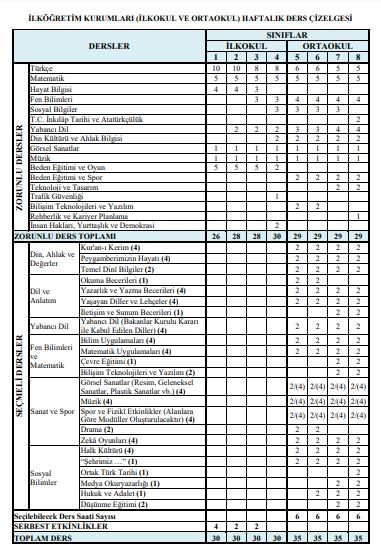 İLKÖĞRETİM KURUMLARI (İLKOKUL VE ORTAOKUL) HAFTALIK DERS ÇİZELGESİ
DERSLER SINIFLAR
İLKOKUL ORTAOKUL
1 2 3 4 5 6 7 8
ZORUNLU DERSLER
Türkçe 10 10 8 8 6 6 5 5
Matematik 5 5 5 5 5 5 5 5
Hayat Bilgisi 4 4 3
Fen Bilimleri 3 3 4 4 4 4
Sosyal Bilgiler 3 3 3 3
T.C. İnkılâp Tarihi ve Atatürkçülük 2
Yabancı Dil 2 2 2 3 3 4 4
Din Kültürü ve Ahlak Bilgisi 2 2 2 2 2
Görsel Sanatlar 1 1 1 1 1 1 1 1
Müzik 1 1 1 1 1 1 1 1
Beden Eğitimi ve Oyun 5 5 5 2
Beden Eğitimi ve Spor 2 2 2 2
Teknoloji ve Tasarım 2 2
Trafik Güvenliği 1
Bilişim Teknolojileri ve Yazılım 2 2
Rehberlik ve Kariyer Planlama 1
İnsan Hakları, Yurttaşlık ve Demokrasi 2
ZORUNLU DERS TOPLAMI 26 28 28 30 29 29 29 29
SEÇMELİ DERSLER
Din, Ahlak ve Değerler
Kur'an-ı Kerim (4) 2 2 2 2
Peygamberimizin Hayatı (4) 2 2 2 2
Temel Dinî Bilgiler (2) 2 2 2 2
Dil ve Anlatım
Okuma Becerileri (1) 2 2
Yazarlık ve Yazma Becerileri (4) 2 2 2 2
Yaşayan Diller ve Lehçeler (4) 2 2 2 2
İletişim ve Sunum Becerileri (1) 2 2
Yabancı Dil
Yabancı Dil (Bakanlar Kurulu Kararı
ile Kabul Edilen Diller) (4) 2 2 2 2
Fen Bilimleri ve Matematik
Bilim Uygulamaları (4) 2 2 2 2
Matematik Uygulamaları (4) 2 2 2 2
Çevre Eğitimi (1) 2 2
Bilişim Teknolojileri ve Yazılım (2) 2 2
Sanat ve Spor
Görsel Sanatlar (Resim, Geleneksel
Sanatlar, Plastik Sanatlar vb.) (4) 2/(4) 2/(4) 2/(4) 2/(4)
Müzik (4) 2/(4) 2/(4) 2/(4) 2/(4)
Spor ve Fizikî Etkinlikler (Alanlara
Göre Modüller Oluşturulacaktır) (4) 2/(4) 2/(4) 2/(4) 2/(4)
Drama (2) 2 2
Zekâ Oyunları (4) 2 2 2 2
Sosyal Bilimler
Halk Kültürü (4) 2 2 2 2
“Şehrimiz …” (1) 2 2 2
Ortak Türk Tarihi (1) 2
Medya Okuryazarlığı (1) 2 2
Hukuk ve Adalet (1) 2 2 2
Düşünme Eğitimi (2) 2 2
Seçilebilecek Ders Saati Sayısı 6 6 6 6
SERBEST ETKİNLİKLER 4 2 2
TOPLAM DERS 30 30 30 30 35 35 35 35